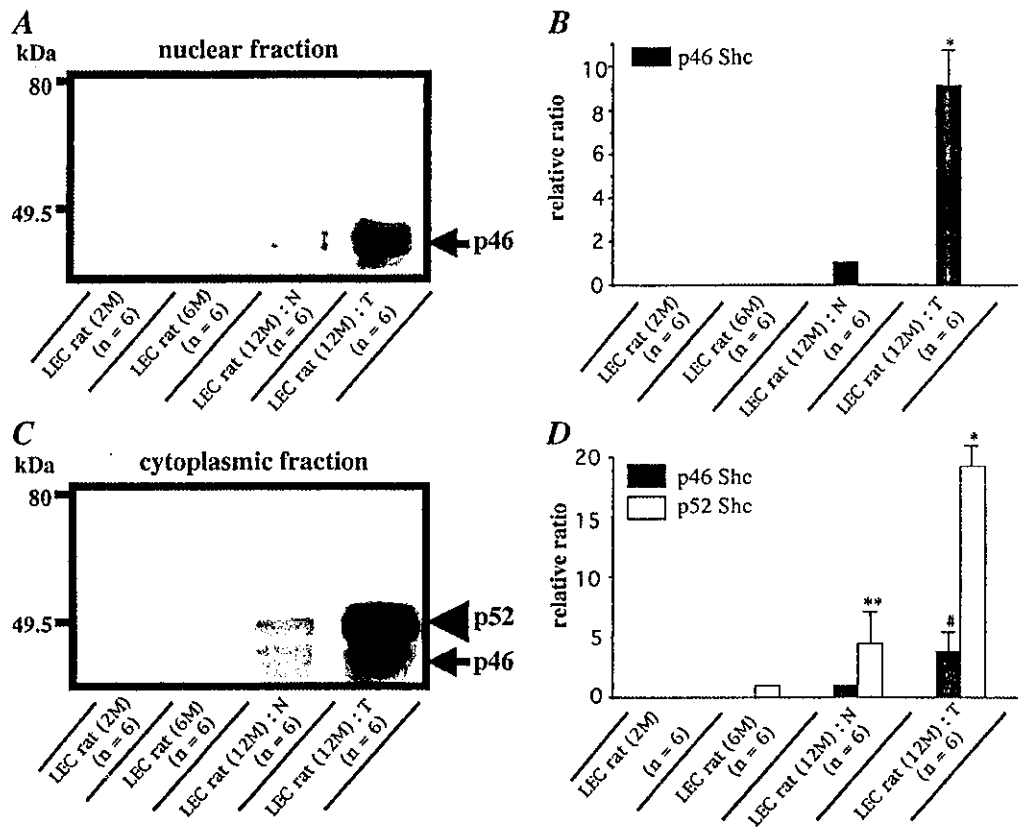 A
kDa
nuclear fraction
80
49.5
p46
LEC rat (2M)
(n = 6)
LEC rat (6M)
(n = 6)
LEC rat (12M) : N
(n = 6)
LEC rat (12M) : T
(n = 6)
B
p46 Shc
*
relative ratio
10
8
6
4
2
0
LEC rat (2M)
(n = 6)
LEC rat (6M)
(n = 6)
LEC rat (12M) : N
(n = 6)
LEC rat (12M) : T
(n = 6)
C
kDa
cytoplasmic fraction
80
49.5
p52
p46
LEC rat (2M)
(n = 6)
LEC rat (6M)
(n = 6)
LEC rat (12M) : N
(n = 6)
LEC rat (12M) : T
(n = 6)
D
p46 Shc
p52 Shc
*
**
#
relative ratio
20
15
10
5
0
LEC rat (2M)
(n = 6)
LEC rat (6M)
(n = 6)
LEC rat (12M) : N
(n = 6)
LEC rat (12M) : T
(n = 6)